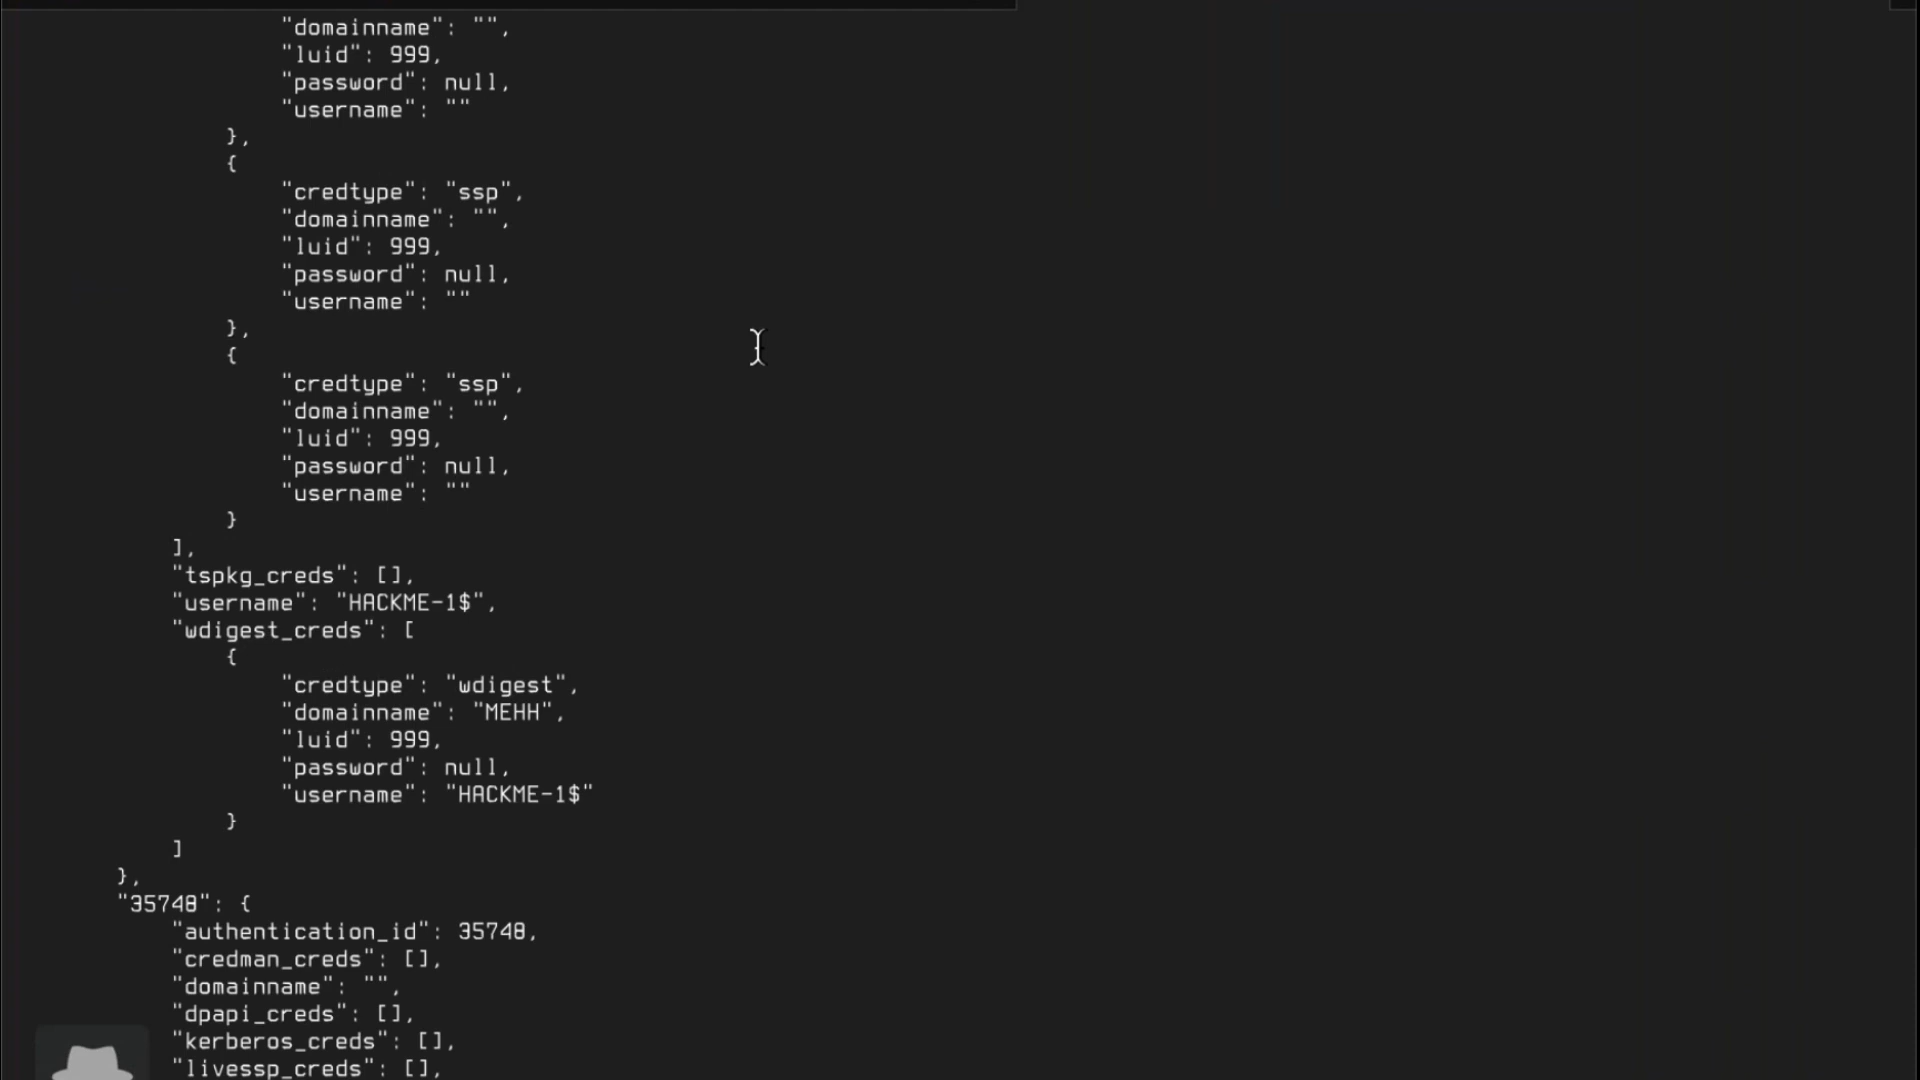 "domainname": "",
"luid": 999,
"password": null,
"username": ""
},
{
"credtype": "ssp",
"domainname": "",
"luid": 999,
"password": null,
"username": ""
},
{
"credtype": "ssp",
"domainname": "",
"luid": 999,
"password": null,
"username": ""
}
],
"tspkg_creds": [],
"username": "HACKME-1$",
"wdigest_creds": [
{
"credtype": "wdigest",
"domainname": "MEHH",
"luid": 999,
"password": null,
"username": "HACKME-1$"
}
]
},
"35748": {
"authentication_id": 35748,
"credman_creds": [],
"domainname": "",
"dpapi_creds": [],
"kerberos_creds": [],
"livessp_creds": [],